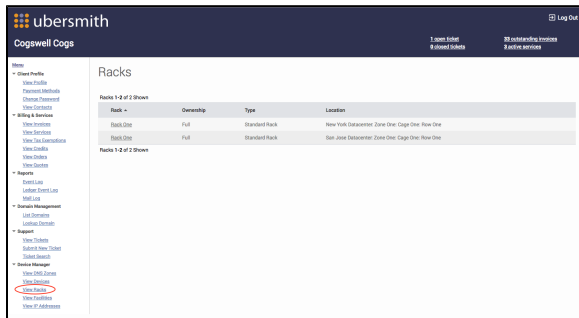 ubersmith
Log Out
Cogswell Cogs
1 open ticket
33 outstanding invoices
0 closed tickets
3 active services
Menu
Client Profile
View Profile
Payment Methods
Change Password
View Contacts
Billing & Services
View Invoices
View Services
View Tax Exemptions
View Credits
View Orders
View Quotes
Reports
Event Log
Ledger Event Log
Mail Log
Domain Management
List Domains
Lookup Domain
Support
View Tickets
Submit New Ticket
Ticket Search
Device Manager
View DNS Zones
View Devices
View Racks
View Facilities
View IP Addresses
Racks
Racks 1-2 of 2 Shown
Rack Ownership Type Location
Rack One Full Standard Rack New York Datacenter: Zone One: Cage One: Row One
Rack One Full Standard Rack San Jose Datacenter: Zone One: Cage One: Row One
Racks 1-2 of 2 Shown